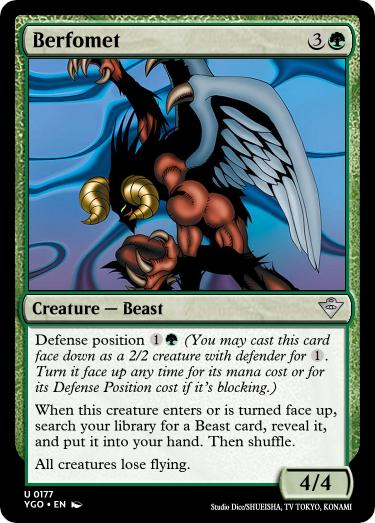 Berfomet 3
Creature — Beast
Defense position 1 (You may cast this card
face down as a 2/2 creature with defender for 1.
Turn it face up any time for its mana cost or for
its Defense Position cost if it's blocking.)
When this creature enters or is turned face up,
search your library for a Beast card, reveal it,
and put it into your hand. Then shuffle.
All creatures lose flying.
4/4
U 0177
YGO • EN
Studio Dice/SHUEISHA, TV TOKYO, KONAMI